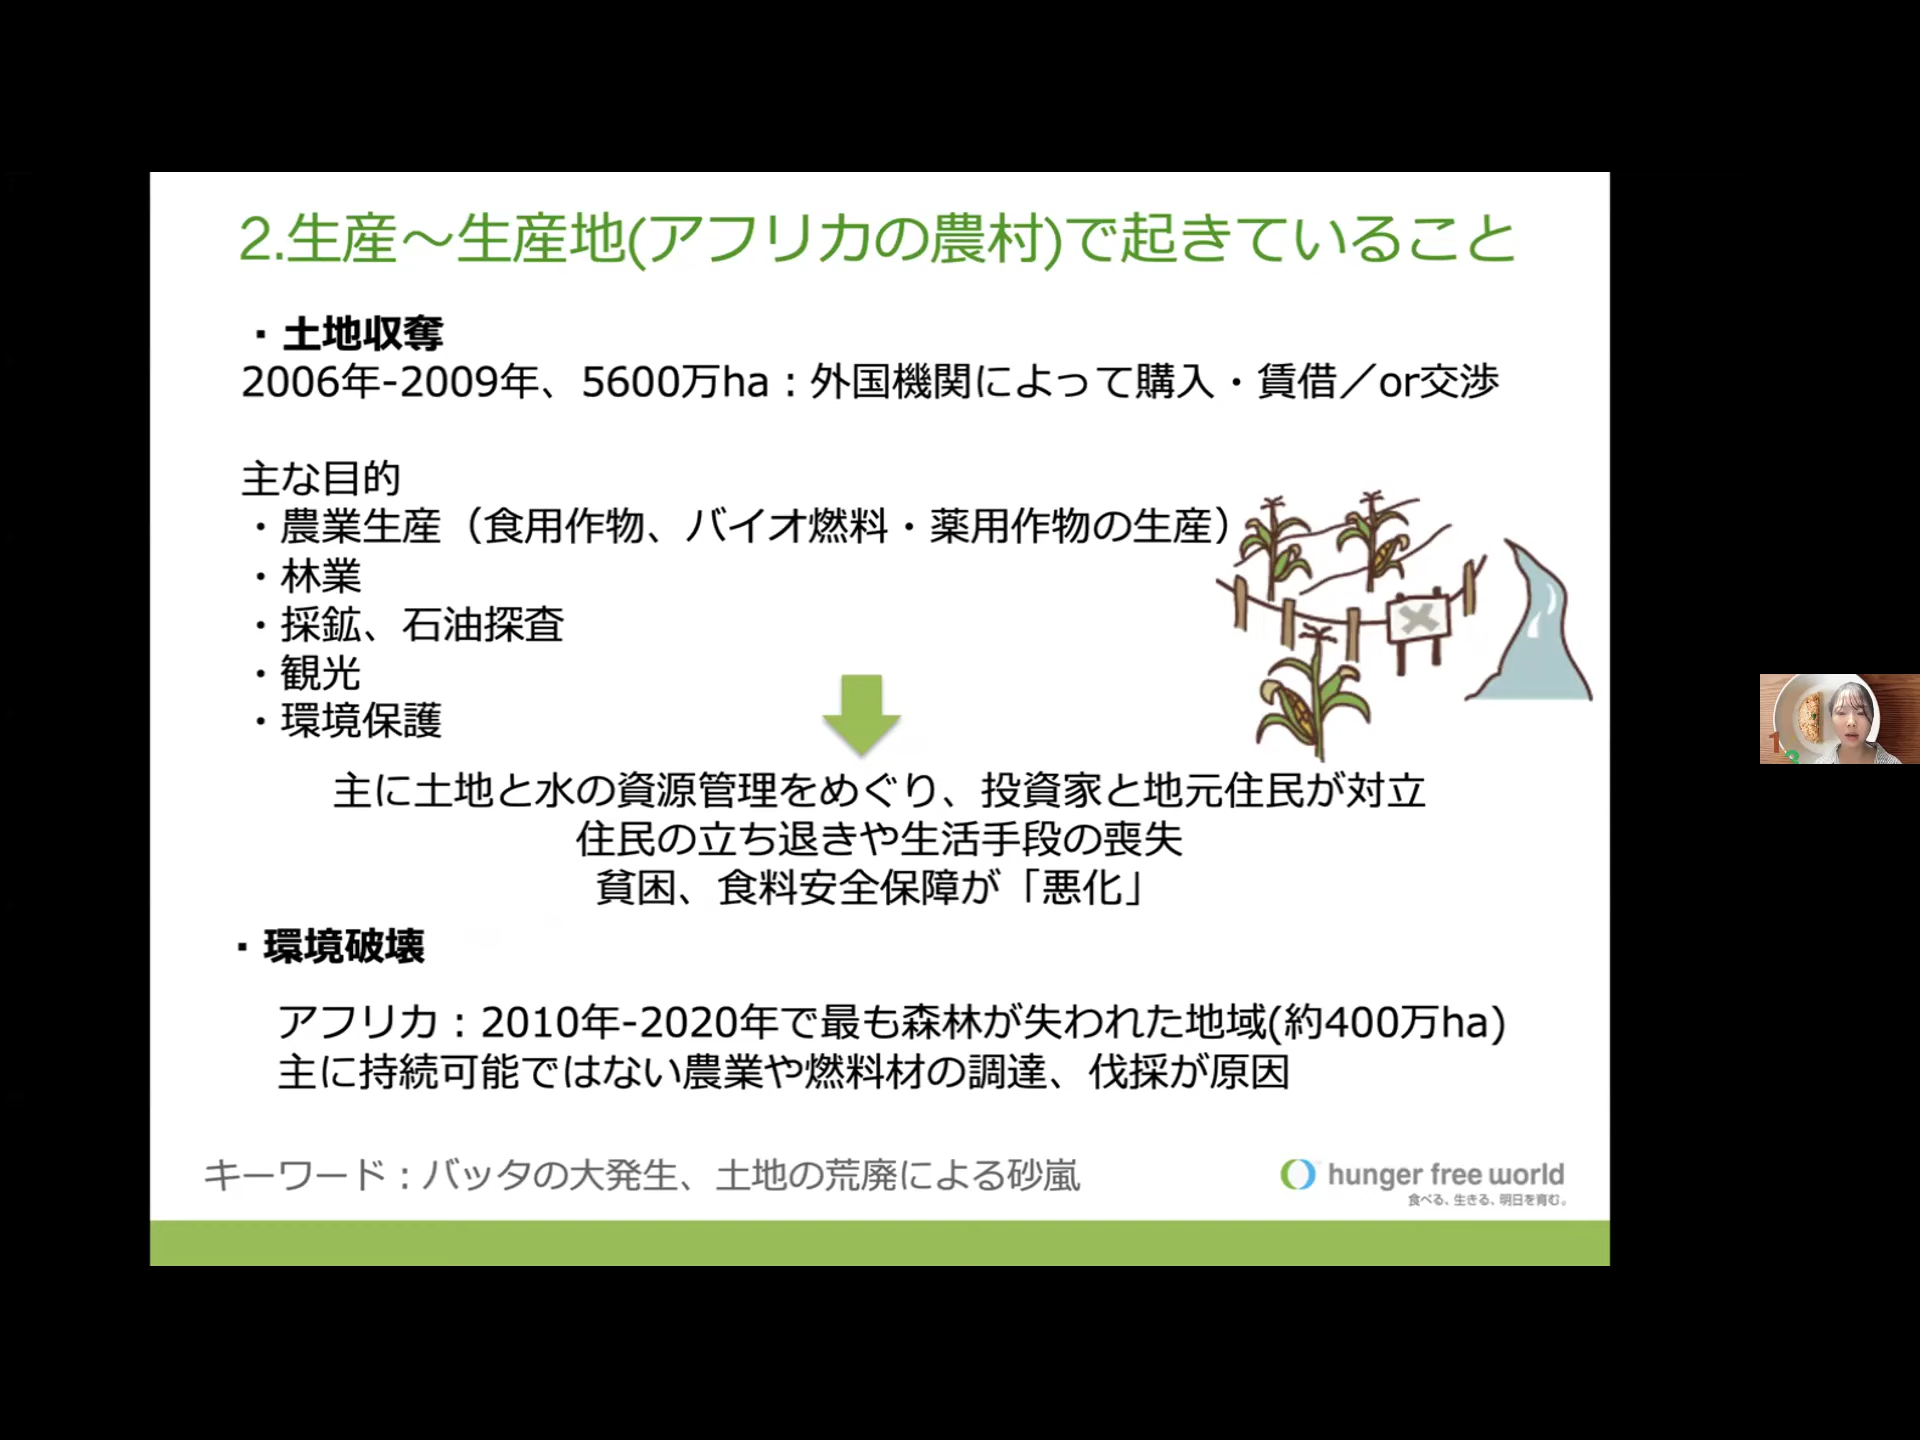 2.生産～生産地(アフリカの農村)で起きていること
・土地収奪
2006年-2009年、5600万ha：外国機関によって購入・賃借／or交渉
主な目的
・農業生産（食用作物、バイオ燃料・薬用作物の生産）
・林業
・採鉱、石油探査
・観光
・環境保護
主に土地と水の資源管理をめぐり、投資家と地元住民が対立
住民の立ち退きや生活手段の喪失
貧困、食料安全保障が「悪化」
・環境破壊
アフリカ：2010年-2020年で最も森林が失われた地域(約400万ha)
主に持続可能ではない農業や燃料材の調達、伐採が原因
キーワード：バッタの大発生、土地の荒廃による砂嵐
hunger free world
食べる、生きる、明日を育む。